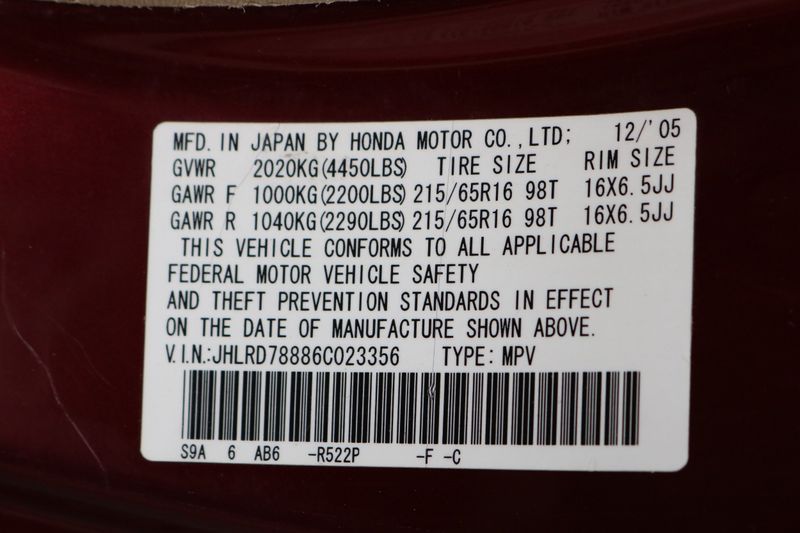 MFD. IN JAPAN BY HONDA MOTOR CO., LTD; 12/'05
GVWR 2020KG(4450LBS) TIRE SIZE RIM SIZE
GAWR F 1000KG(2200LBS) 215/65R16 98T 16X6.5JJ
GAWR R 1040KG(2290LBS) 215/65R16 98T 16X6.5JJ
THIS VEHICLE CONFORMS TO ALL APPLICABLE
FEDERAL MOTOR VEHICLE SAFETY
AND THEFT PREVENTION STANDARDS IN EFFECT
ON THE DATE OF MANUFACTURE SHOWN ABOVE.
V.I.N.:JHLRD78886C023356 TYPE: MPV
S9A 6 AB6 -R522P -F -C